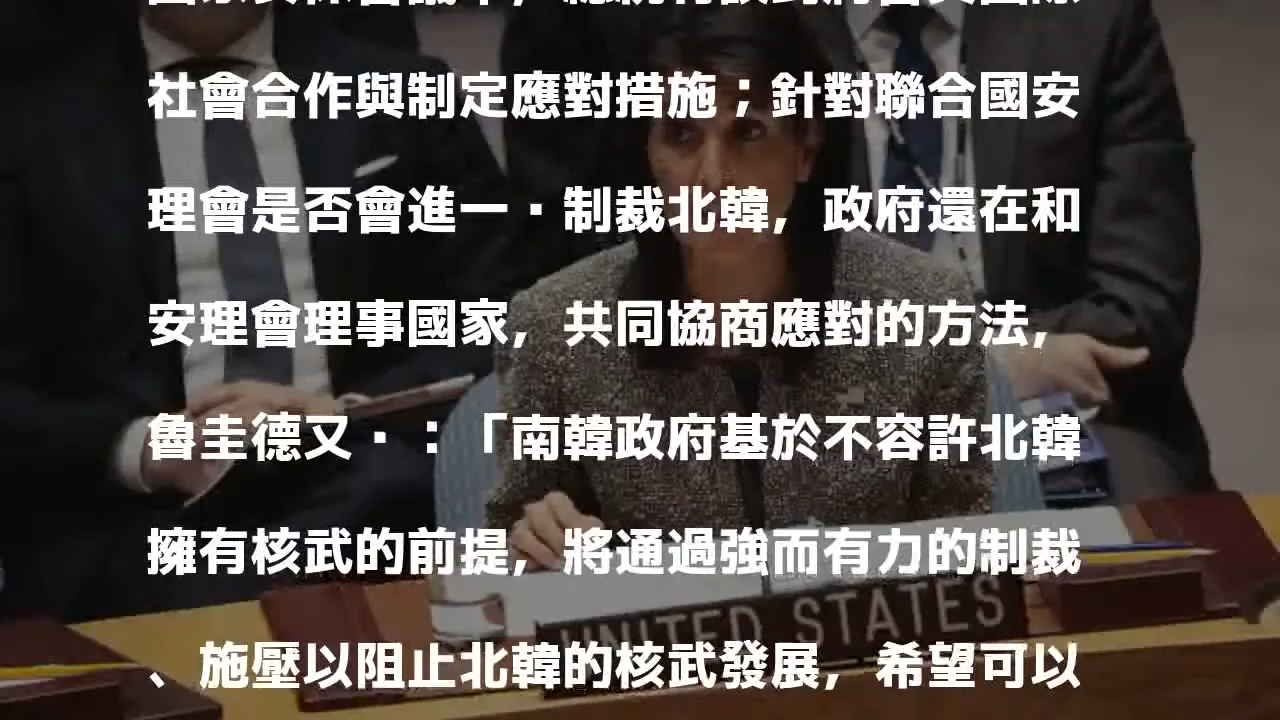 社會合作與制定應對措施；針對聯合國安
理會是否會進一·制裁北韓，政府還在和
安理會理事國家，共同協商應對的方法，
魯圭德又· ：「南韓政府基於不容許北韓
擁有核武的前提，將通過強而有力的制裁
、施壓以阻止北韓的核武發展，希望可以
UNITED STATES